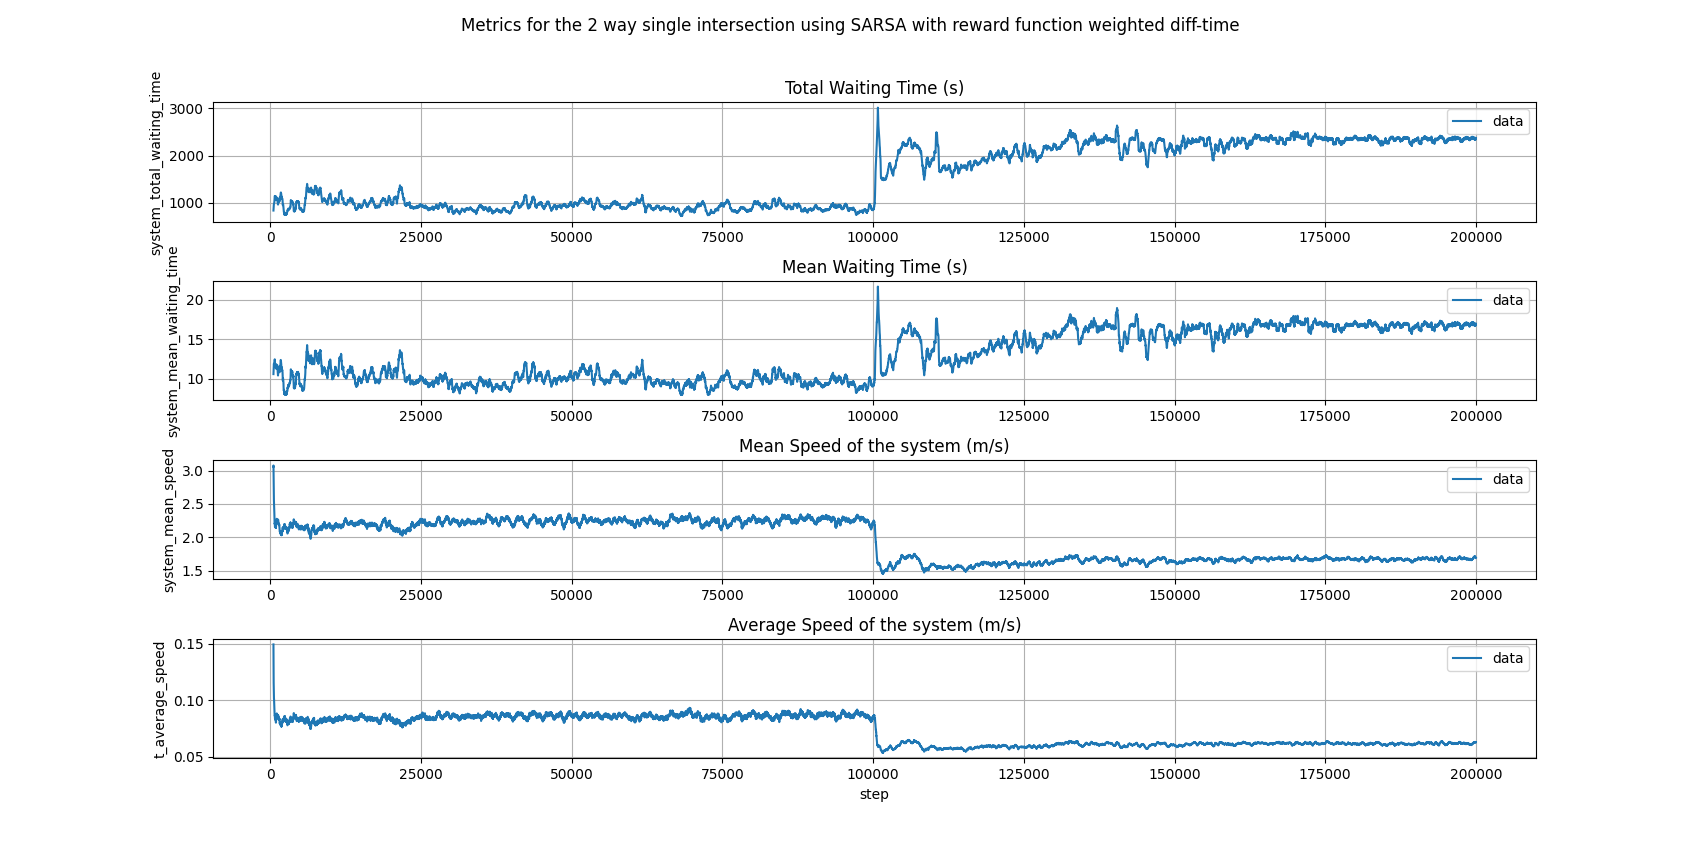 Metrics for the 2 way single intersection using SARSA with reward function weighted diff-time
Total Waiting Time (s)
system_total_waiting_time
3000
2000
1000
data
0 25000 50000 75000 100000 125000 150000 175000 200000
Mean Waiting Time (s)
system_mean_waiting_time
20
15
10
data
0 25000 50000 75000 100000 125000 150000 175000 200000
Mean Speed of the system (m/s)
system_mean_speed
3.0
2.5
2.0
1.5
data
0 25000 50000 75000 100000 125000 150000 175000 200000
Average Speed of the system (m/s)
t_average_speed
0.15
0.10
0.05
data
0 25000 50000 75000 100000 125000 150000 175000 200000
step